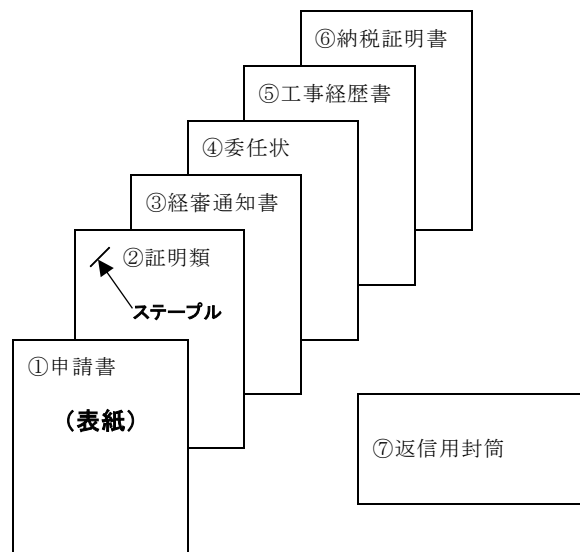 ⑥納税証明書
⑤工事経歴書
④委任状
③経審通知書
②証明類
ステープル
①申請書
(表紙)
⑦返信用封筒